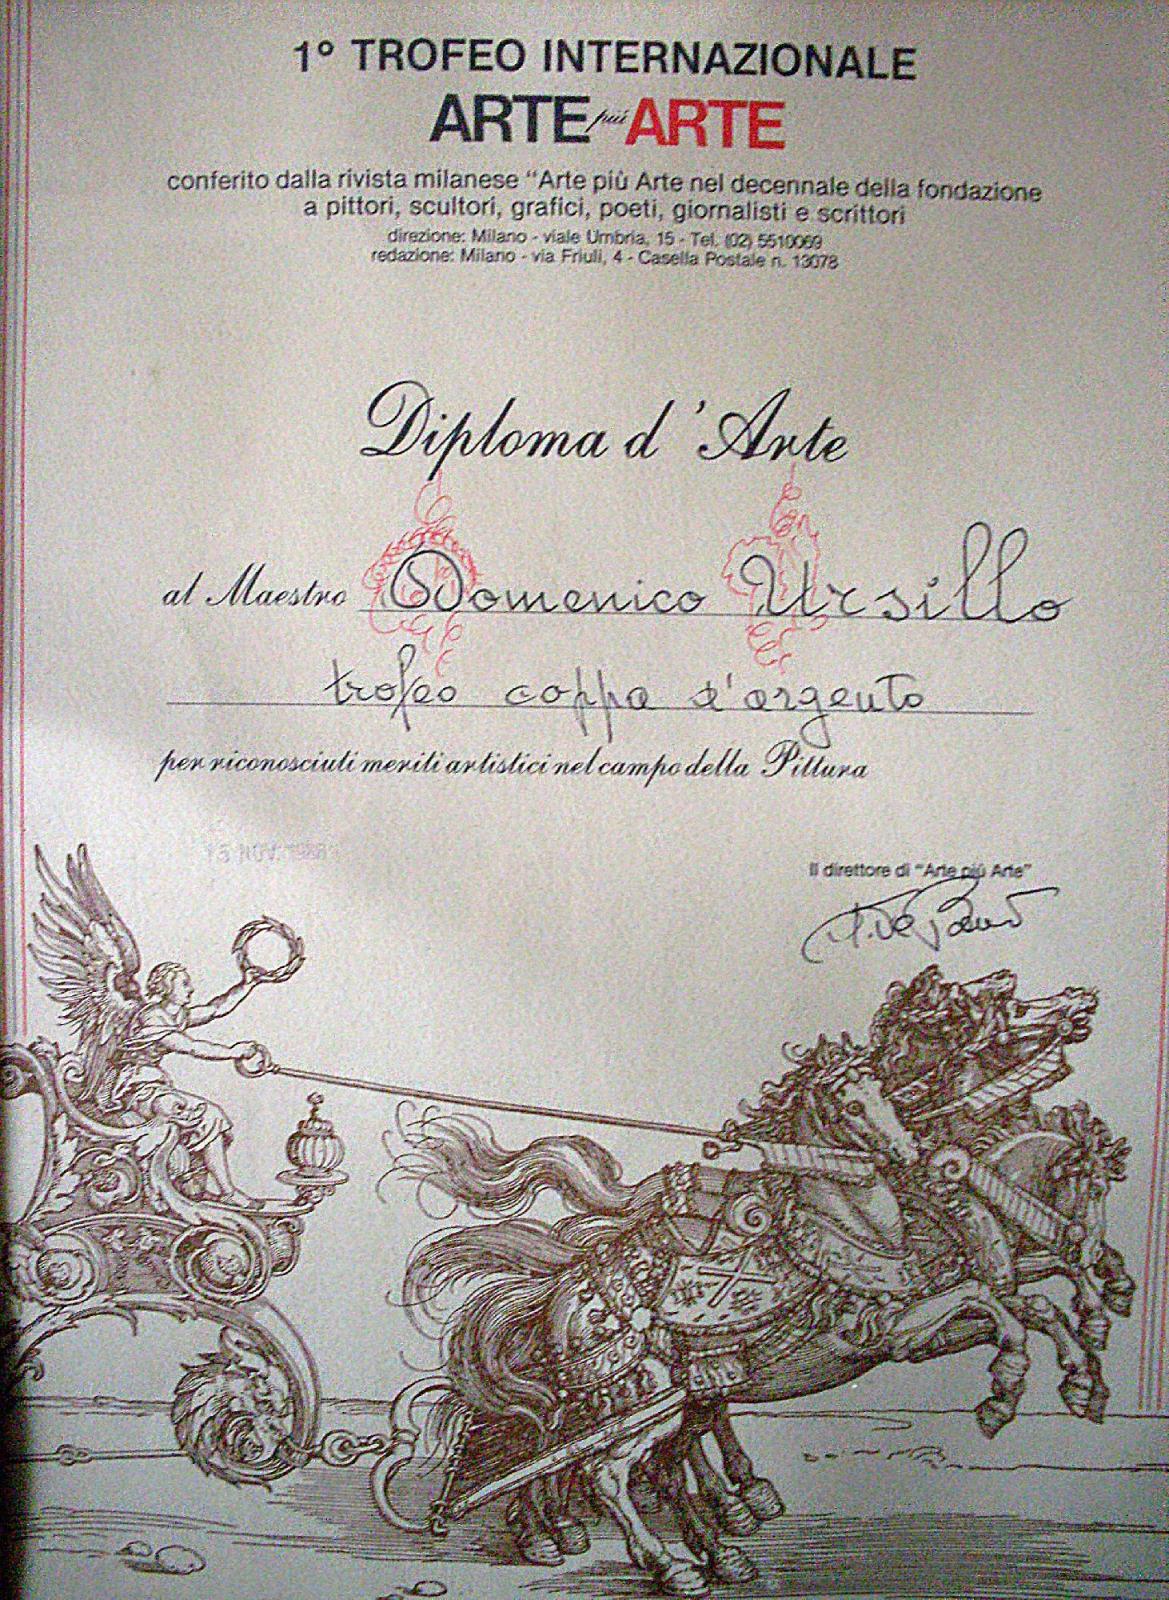 1° TROFEO INTERNAZIONALE
ARTE più ARTE
conferito dalla rivista milanese "Arte più Arte nel decennale della fondazione
a pittori, scultori, grafici, poeti, giornalisti e scrittori
direzione: Milano - viale Umbria, 15 - Tel. (02) 5510069
redazione: Milano - via Friuli, 4 - Casella Postale n. 13078
Diploma d'Arte
al Maestro Domenico Ursillo
trofeo coppa d'argento
per riconosciuti meriti artistici nel campo della Pittura
NOV.
Il direttore di "Arte più Arte"